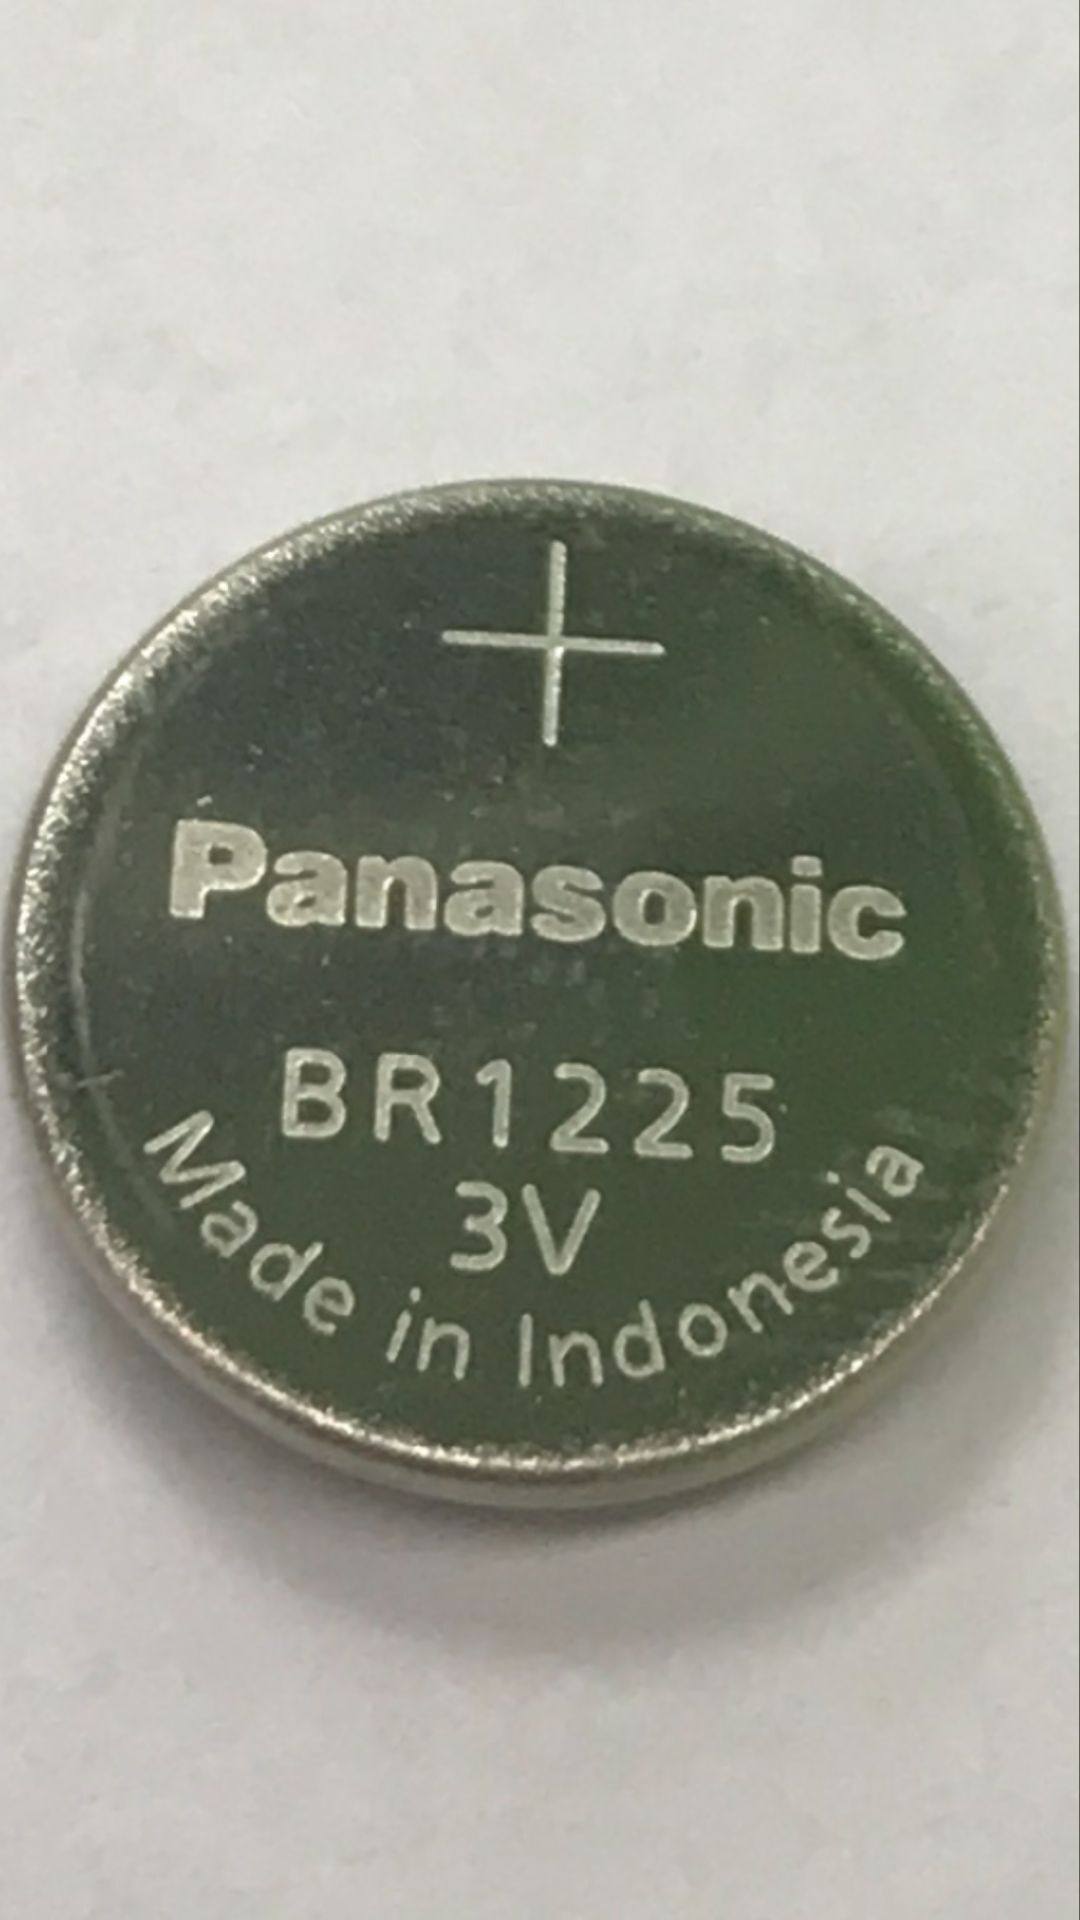 +
Panasonic
BR1225
3V
Made in Indonesia